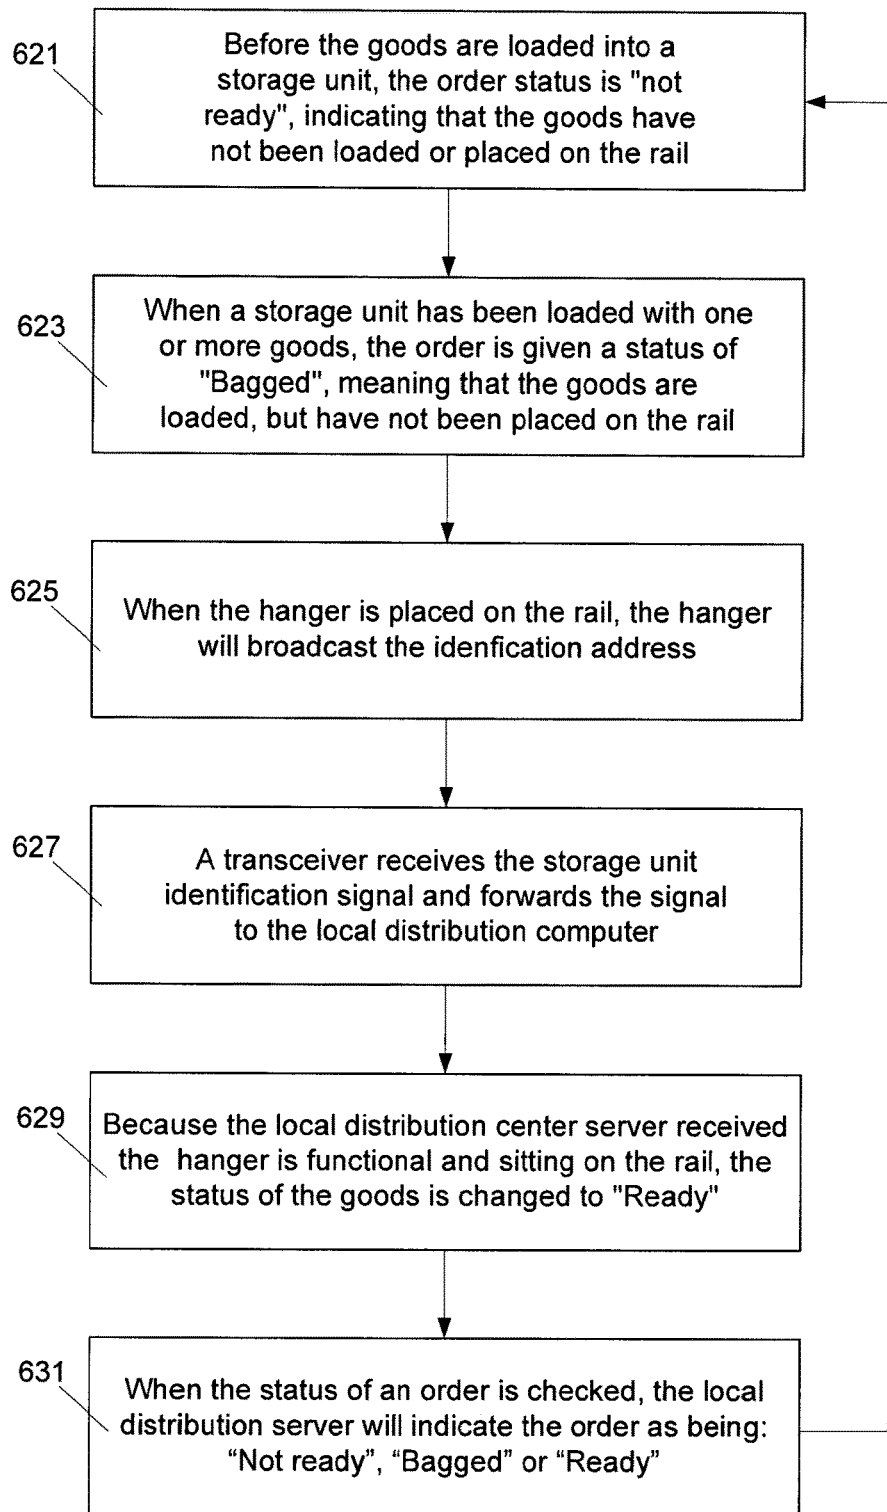 621
Before the goods are loaded into a
storage unit, the order status is "not
ready", indicating that the goods have
not been loaded or placed on the rail
623
When a storage unit has been loaded with one
or more goods, the order is given a status of
"Bagged", meaning that the goods are
loaded, but have not been placed on the rail
625
When the hanger is placed on the rail, the hanger
will broadcast the idenfication address
627
A transceiver receives the storage unit
identification signal and forwards the signal
to the local distribution computer
629
Because the local distribution center server received
the hanger is functional and sitting on the rail, the
status of the goods is changed to "Ready"
631
When the status of an order is checked, the local
distribution server will indicate the order as being:
“Not ready”, “Bagged” or “Ready”